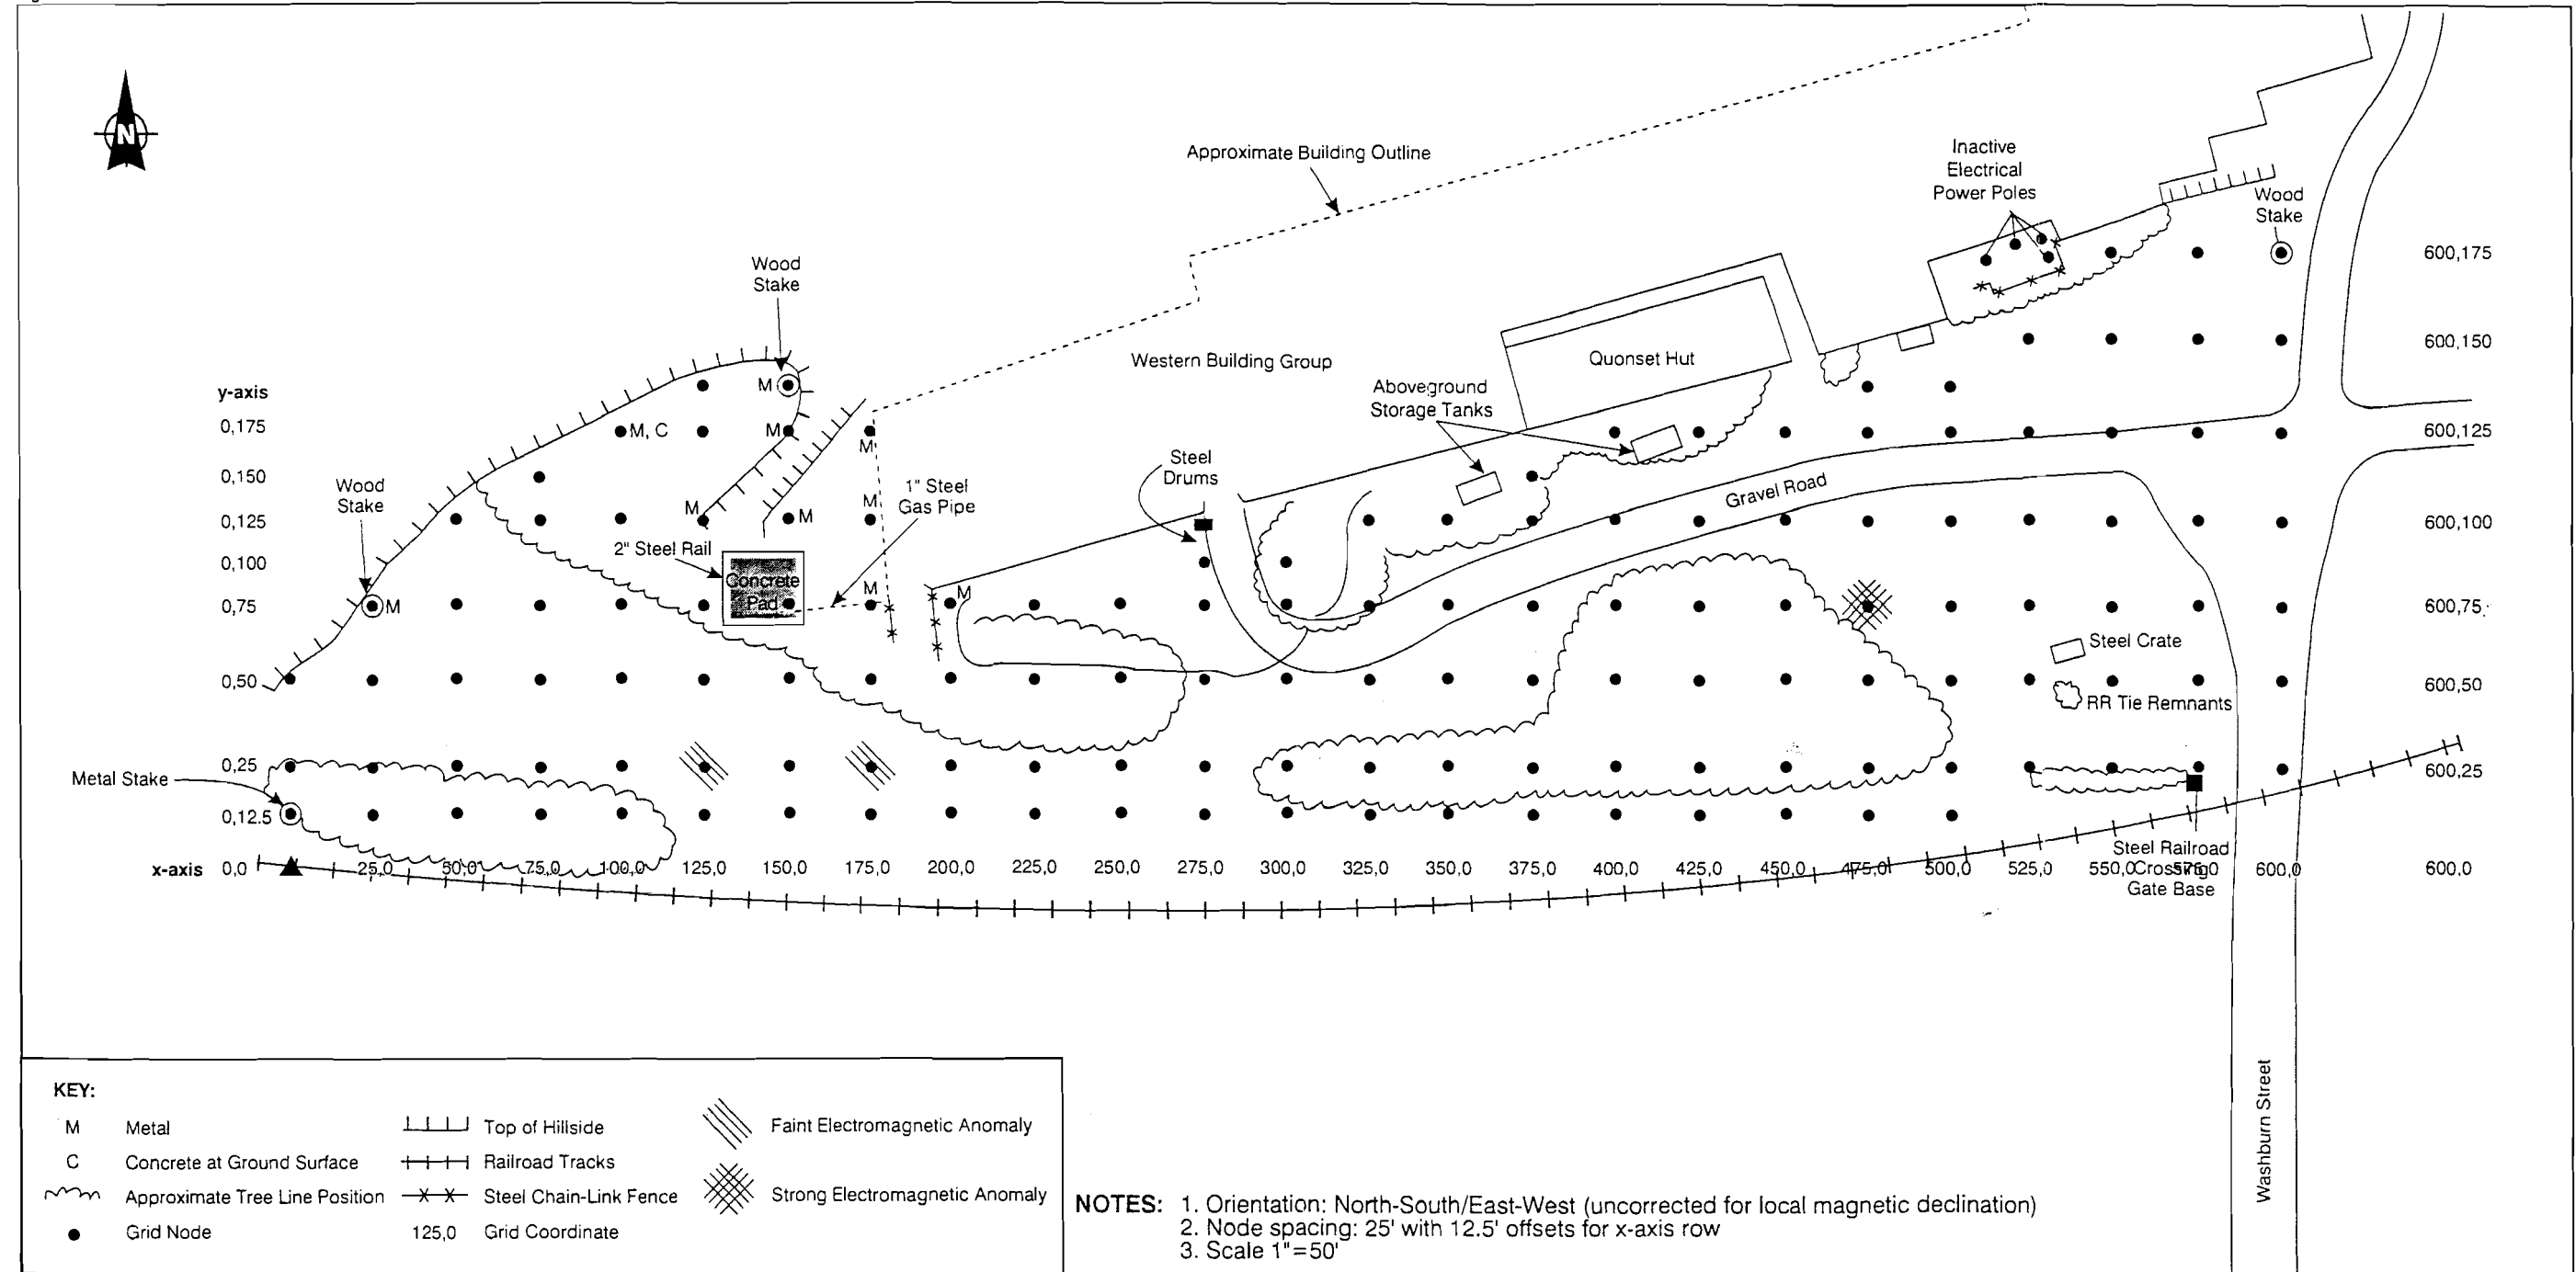 N
Approximate Building Outline
Inactive
Electrical
Power Poles
Wood
Stake
600,175
Wood
Stake
600,150
Western Building Group
Quonset Hut
Aboveground
Storage Tanks
y-axis
M
0,175
M, C
M
M
600,125
Steel
Drums
0,150
Wood
Stake
1" Steel
Gas Pipe
Gravel Road
0,125
M
M
M
600,100
2" Steel Rail
0,100
Concrete
Pad
0,75
M
M
M
600,75
Steel Crate
0,50
600,50
RR Tie Remnants
0,25
Metal Stake
600,25
0,12.5
x-axis 0,0 25,0 50,0 75,0 100,0 125,0 150,0 175,0 200,0 225,0 250,0 275,0 300,0 325,0 350,0 375,0 400,0 425,0 450,0 475,0 500,0 525,0 550,0 575,0 600,0 600.0
Steel Railroad
Crossing
Gate Base
Washburn Street
KEY:
M Metal
C Concrete at Ground Surface
Approximate Tree Line Position
Grid Node
Top of Hillside
Railroad Tracks
Steel Chain-Link Fence
125,0 Grid Coordinate
Faint Electromagnetic Anomaly
Strong Electromagnetic Anomaly
NOTES: 1. Orientation: North-South/East-West (uncorrected for local magnetic declination)
2. Node spacing: 25' with 12.5' offsets for x-axis row
3. Scale 1"=50'